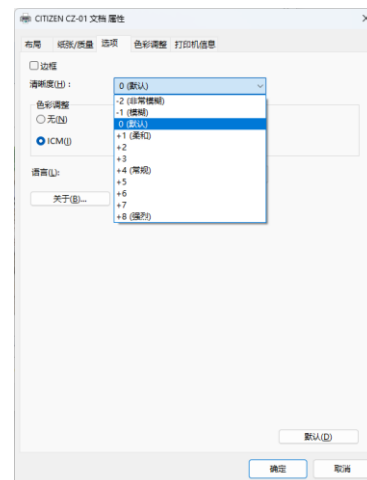 CITIZEN CZ-01 文档 属性
布局 纸张/质量 选项 色彩调整 打印机信息
边框
清晰度(H)： 0 (默认)
-2 (非常模糊)
-1 (模糊)
0 (默认)
色彩调整
+1 (柔和)
无(N)
+2
+3
ICM(I)
+4 (常规)
语言(L):
+5
+6
关于(B)...
+7
+8 (强烈)
默认(D)
确定 取消